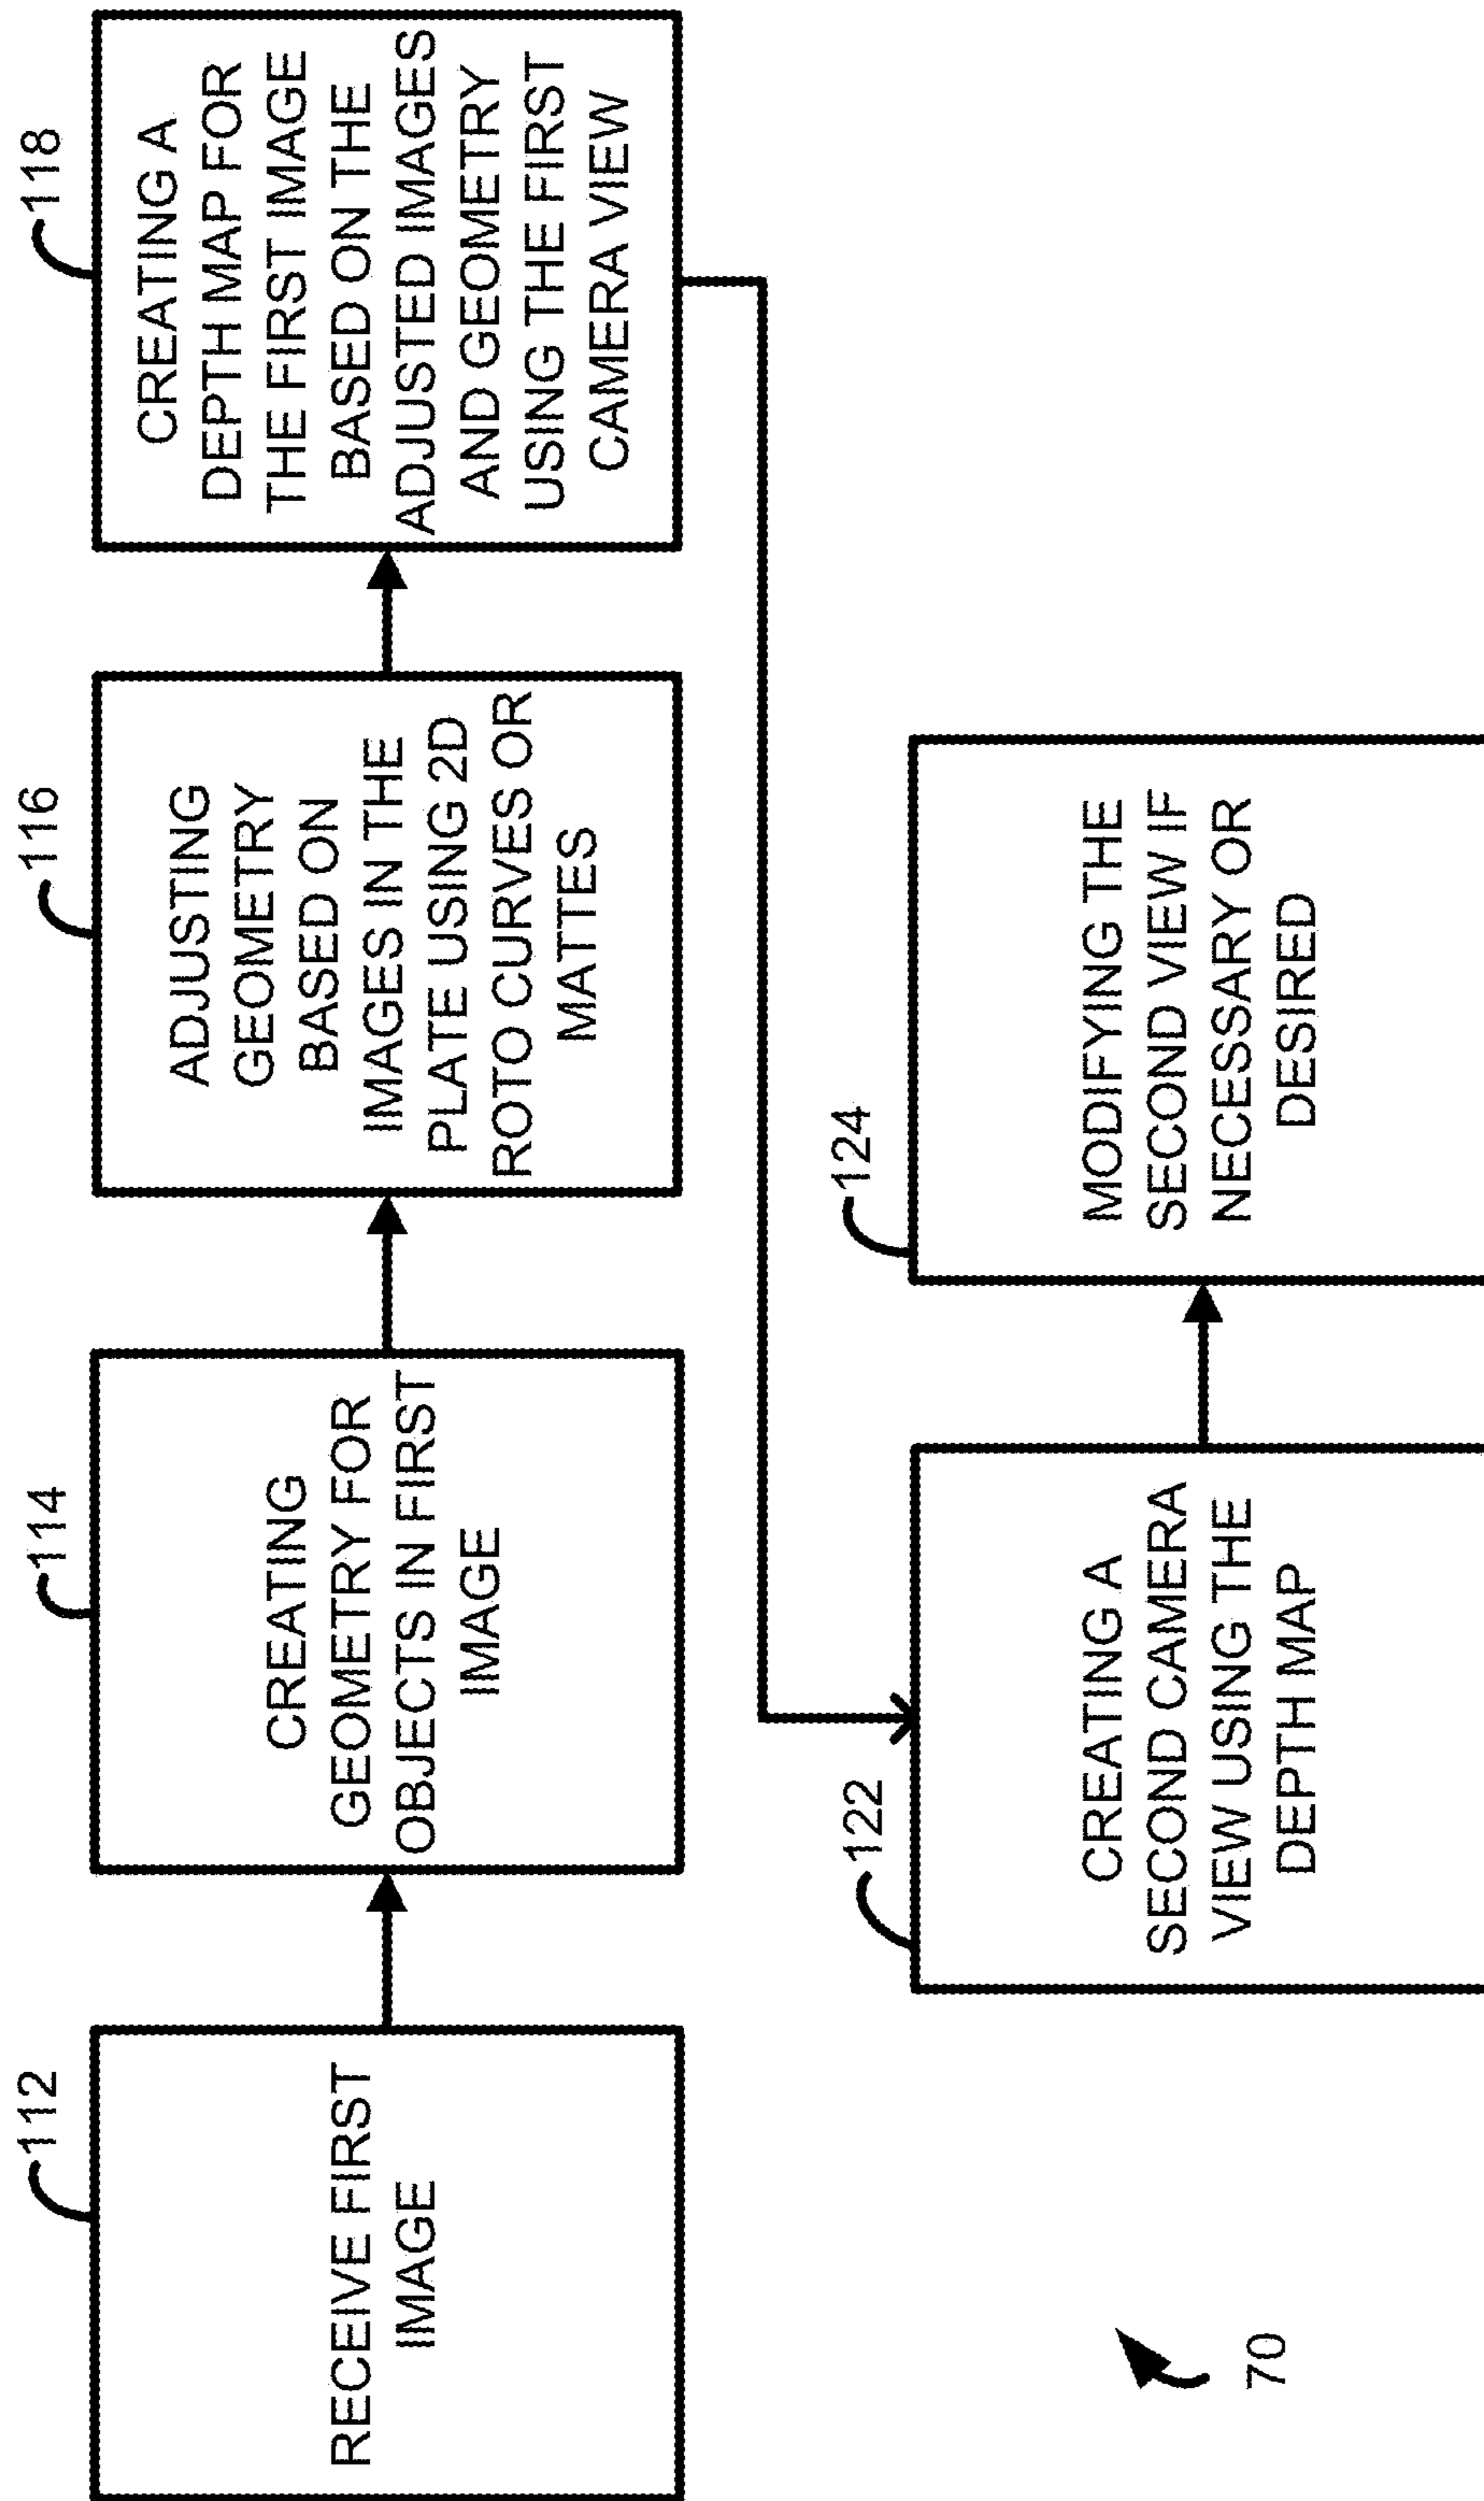 112
RECEIVE FIRST
IMAGE
114
CREATING
GEOMETRY FOR
OBJECTS IN FIRST
IMAGE
116
ADJUSTING
GEOMETRY
BASED ON
IMAGES IN THE
PLATE USING 2D
ROTO CURVES OR
MATTES
118
CREATING A
DEPTH MAP FOR
THE FIRST IMAGE
BASED ON THE
ADJUSTED IMAGES
AND GEOMETRY
USING THE FIRST
CAMERA VIEW
122
CREATING A
SECOND CAMERA
VIEW USING THE
DEPTH MAP
124
MODIFYING THE
SECOND VIEW IF
NECESSARY OR
DESIRED
70